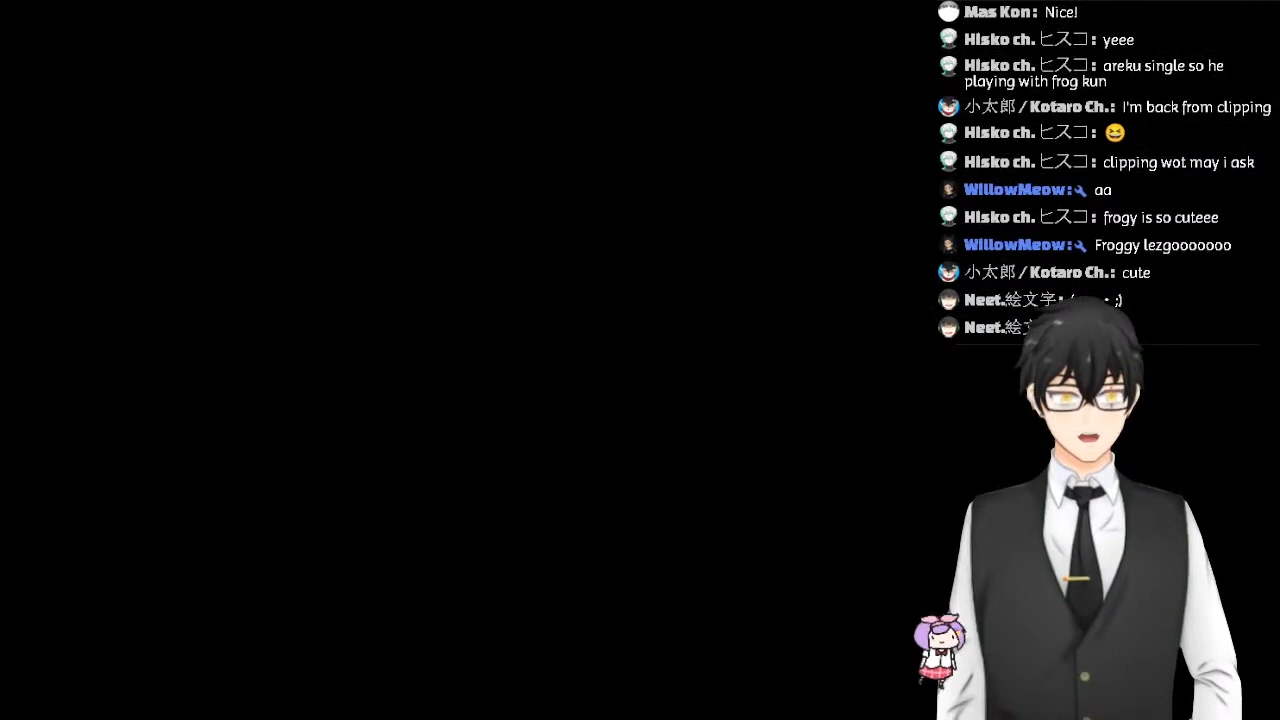 Mas Kon: Nice!
Hisko ch. ヒスコ: yeee
Hisko ch. ヒスコ: areku single so he
playing with frog kun
小太郎 / Kotaro Ch.: I'm back from clipping
Hisko ch. ヒスコ: 😆
Hisko ch. ヒスコ: clipping wot may i ask
WillowMeow: aa
Hisko ch. ヒスコ: frogy is so cuteee
WillowMeow: Froggy lezgooooooo
小太郎 / Kotaro Ch.: cute
Neet.絵文字:
Neet.絵